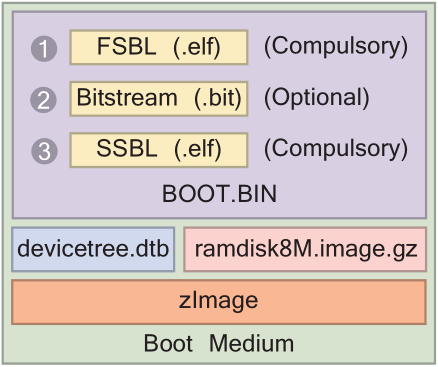 1 FSBL (.elf) (Compulsory)
2 Bitstream (.bit) (Optional)
3 SSBL (.elf) (Compulsory)
BOOT.BIN
devicetree.dtb ramdisk8M.image.gz
zImage
Boot Medium